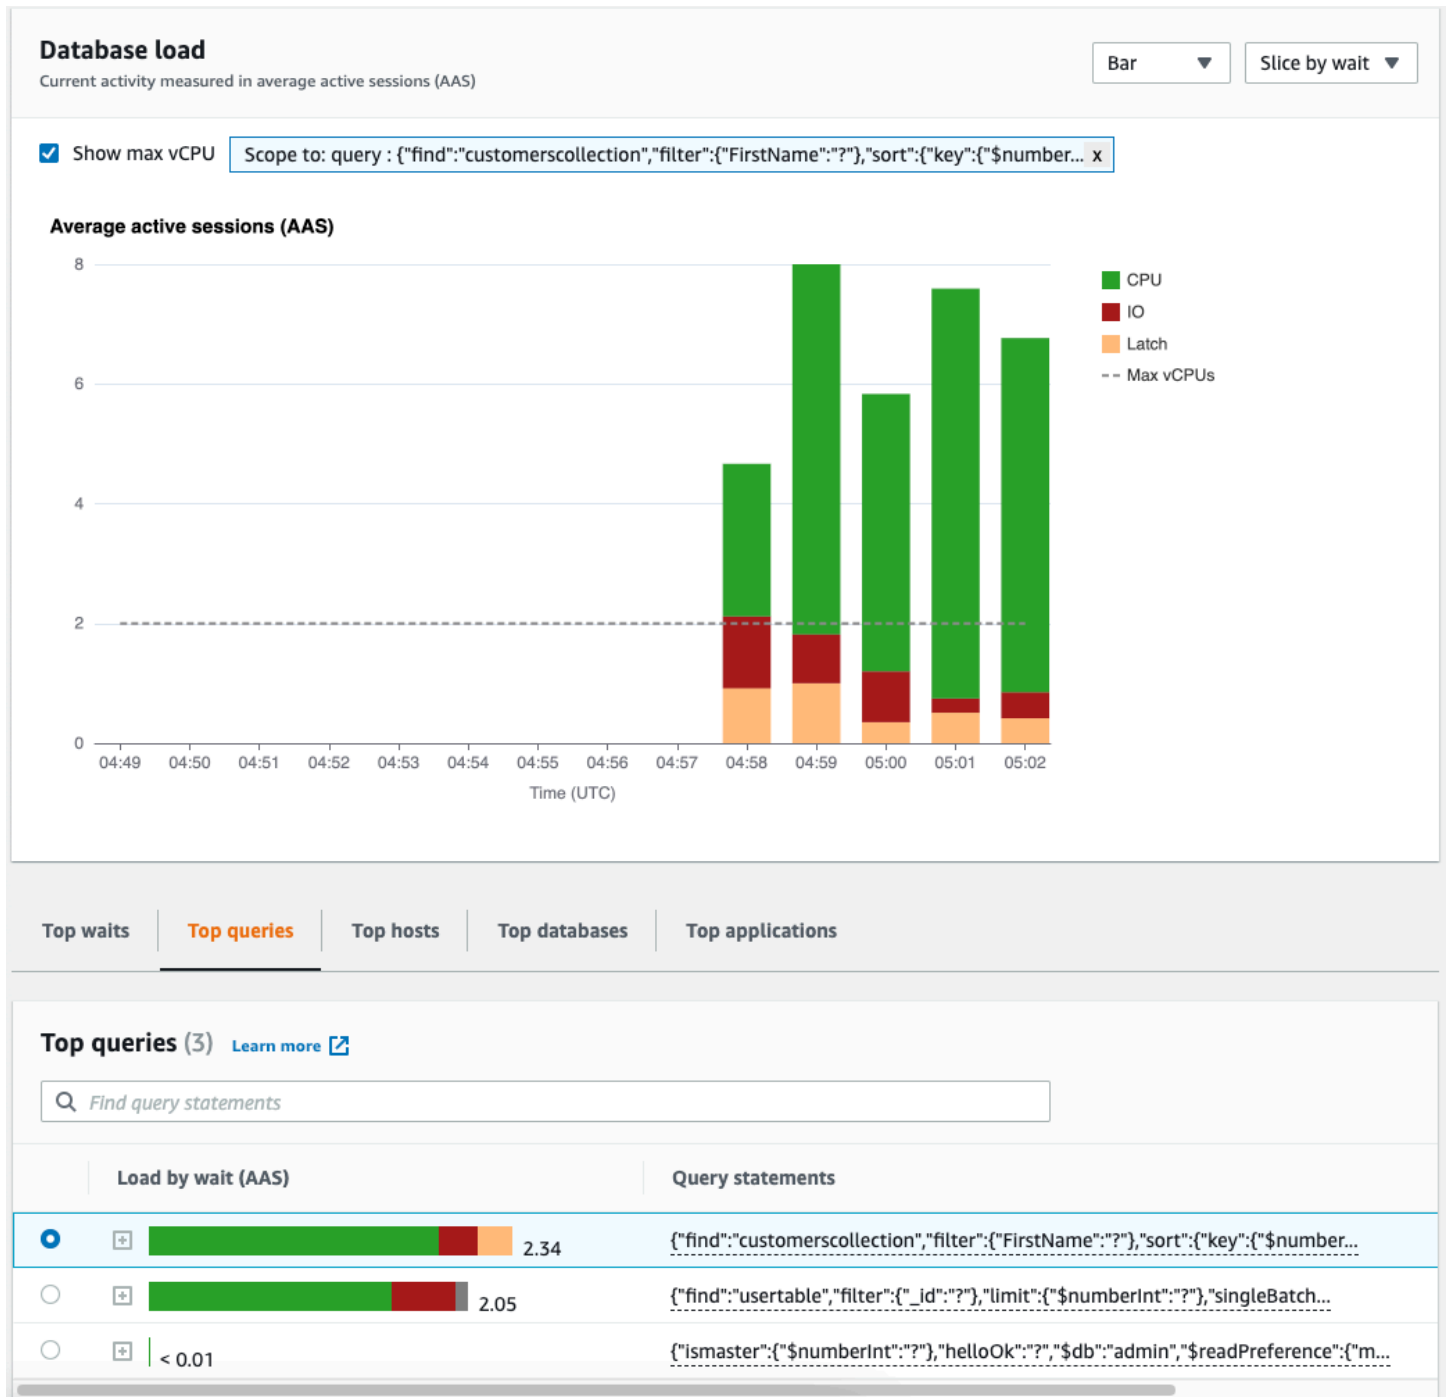 Database load
Current activity measured in average active sessions (AAS)
Bar
Slice by wait
Show max vCPU
Scope to: query : {"find":"customerscollection","filter":{"FirstName":"?"},"sort":{"key":{"$number... x
Average active sessions (AAS)
8
6
4
2
0
04:49 04:50 04:51 04:52 04:53 04:54 04:55 04:56 04:57 04:58 04:59 05:00 05:01 05:02
Time (UTC)
CPU
IO
Latch
Max vCPUs
Top waits Top queries Top hosts Top databases Top applications
Top queries (3) Learn more
Find query statements
Load by wait (AAS) Query statements
2.34 {"find":"customerscollection","filter":{"FirstName":"?"},"sort":{"key":{"$number...
2.05 {"find":"usertable","filter":{"_id":"?"},"limit":{"$numberInt":"?"},"singleBatch...
< 0.01 {"ismaster":{"$numberInt":"?"},"helloOk":"?","$db":"admin","$readPreference":{"m...